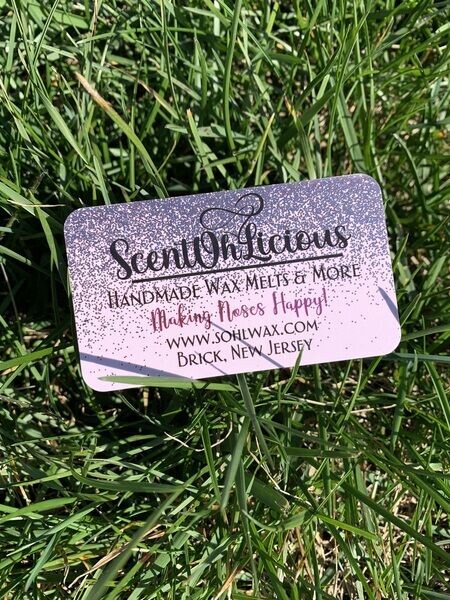 ScentOhLicious
Handmade Wax Melts & More
Making Noses Happy!
www.sohlwax.com
Brick, New Jersey